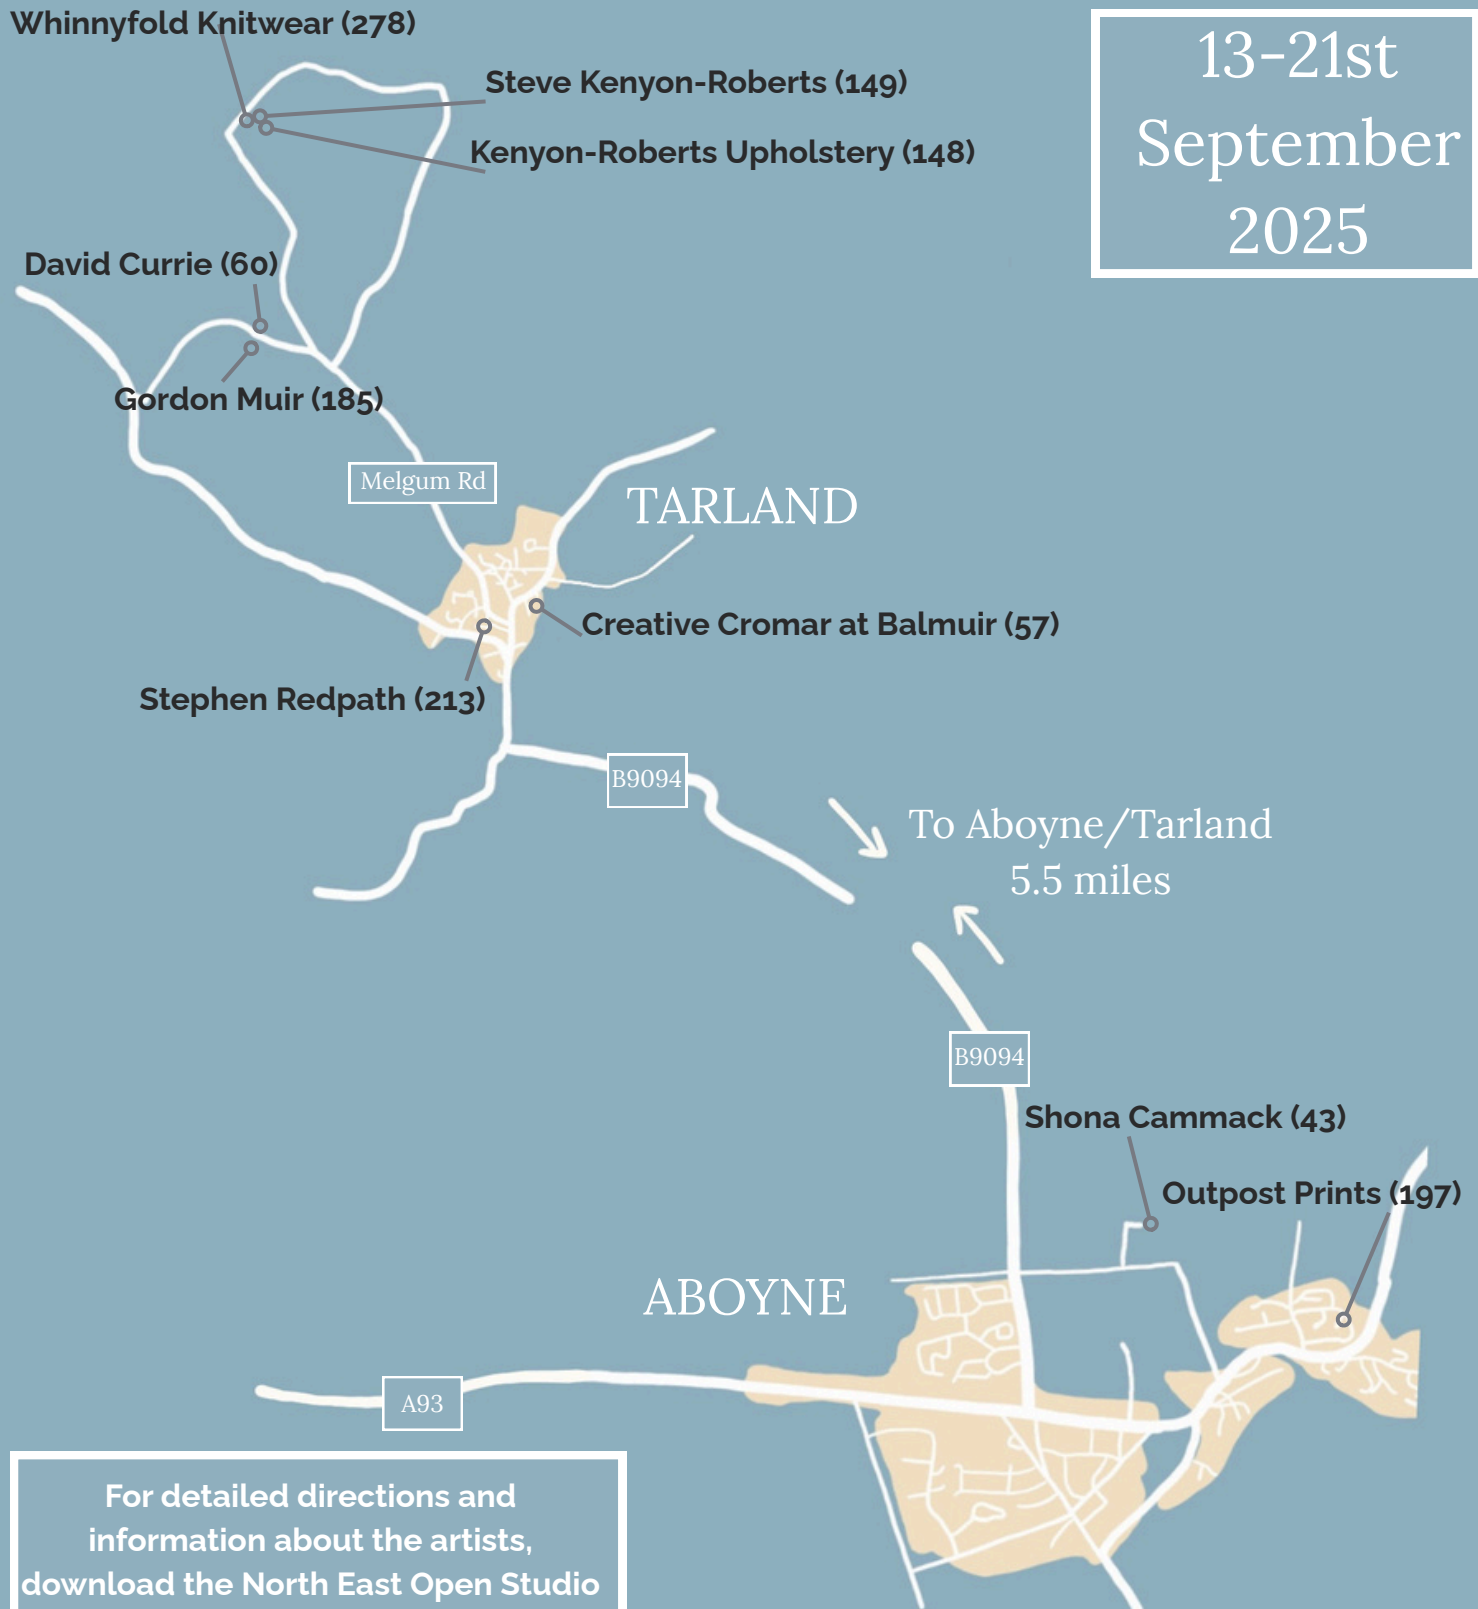 Whinnyfold Knitwear (278)
13-21st
September
2025
Steve Kenyon-Roberts (149)
Kenyon-Roberts Upholstery (148)
David Currie (60)
Gordon Muir (185)
Melgum Rd
TARLAND
Creative Cromar at Balmuir (57)
Stephen Redpath (213)
B9094
To Aboyne/Tarland
5.5 miles
B9094
Shona Cammack (43)
Outpost Prints (197)
ABOYNE
A93
For detailed directions and
information about the artists,
download the North East Open Studio